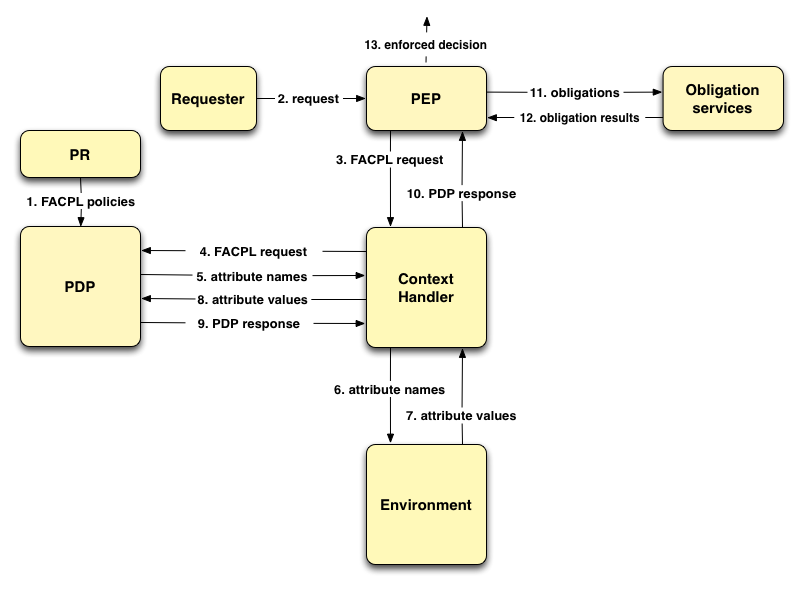 13. enforced decision
Requester
2. request
PEP
11. obligations
12. obligation results
Obligation
services
PR
3. FACPL request
1. FACPL policies
10. PDP response
PDP
4. FACPL request
5. attribute names
8. attribute values
9. PDP response
Context
Handler
6. attribute names
7. attribute values
Environment